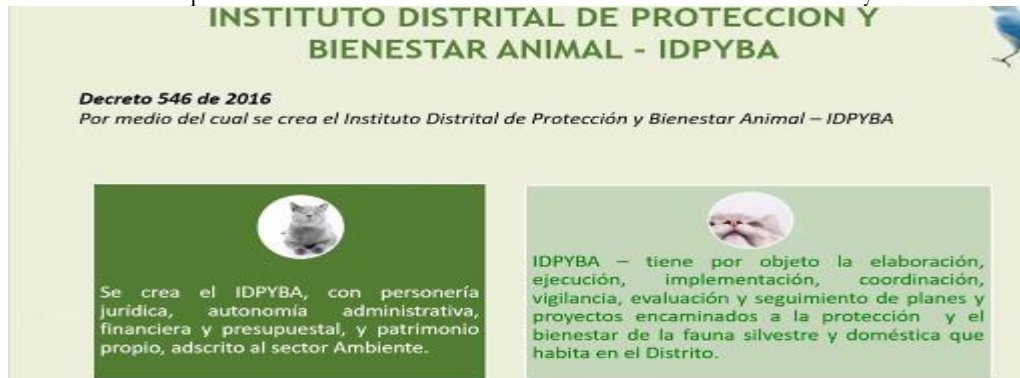 INSTITUTO DISTRITAL DE PROTECCION Y
BIENESTAR ANIMAL - IDPYBA
Decreto 546 de 2016
Por medio del cual se crea el Instituto Distrital de Protección y Bienestar Animal – IDPYBA
Se crea el IDPYBA, con personería
jurídica, autonomía administrativa,
financiera y presupuestal, y patrimonio
propio, adscrito al sector Ambiente.
IDPYBA – tiene por objeto la elaboración,
ejecución, implementación, coordinación,
vigilancia, evaluación y seguimiento de planes y
proyectos encaminados a la protección y el
bienestar de la fauna silvestre y doméstica que
habita en el Distrito.